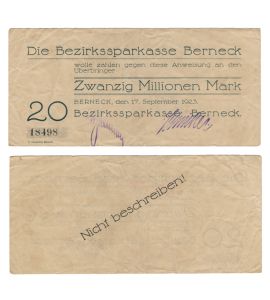 Die Bezirkssparkasse Berneck
wolle zahlen gegen diese Anweisung an den
Überbringer
Zwanzig Millionen Mark
BERNECK, den 17. September 1923.
20 Bezirkssparkasse Berneck.
18498
Nicht beschreiben!